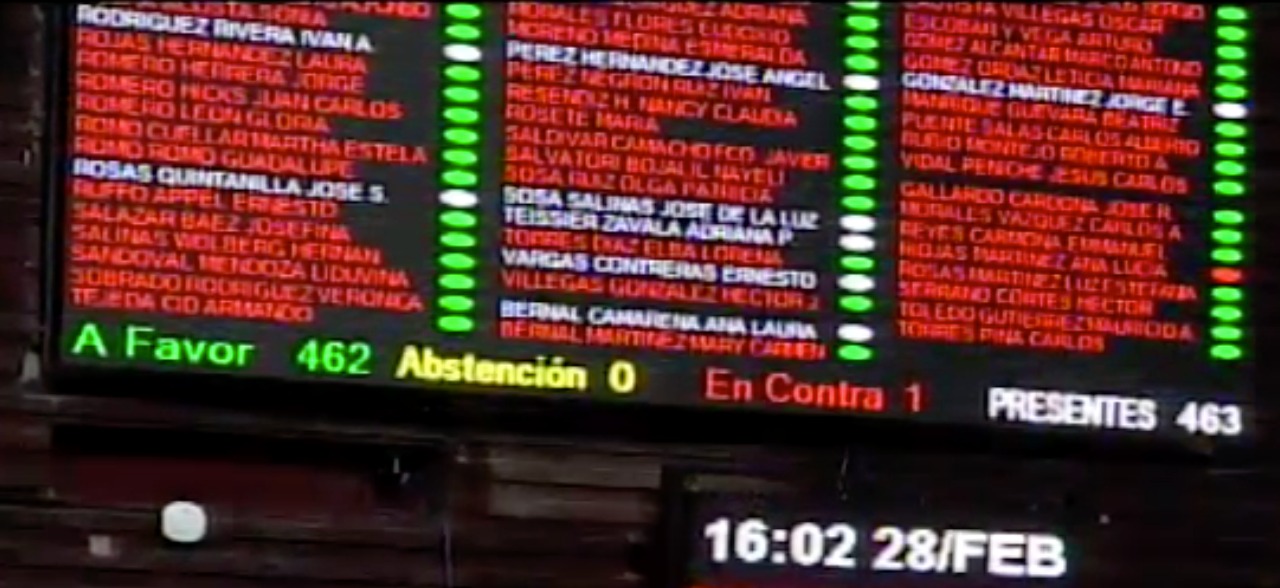 RODRIGUEZ RIVERA IVAN A.
ROJAS HERNANDEZ LAURA
ROMERO HERRERA JORGE
ROMERO HICKS JUAN CARLOS
ROMERO LEON GLORIA
ROMO CUELLAR MARTHA ESTELA
ROMO ROMO GUADALUPE
ROSAS QUINTANILLA JOSE S.
RUFFO APPEL ERNESTO
SALAZAR BAEZ JOSEFINA
SALINAS WOLBERG HERNAN
SANDOVAL MENDOZA LIDUVINA
SOBRADO RODRIGUEZ VERONICA
TEJEDA CID ARMANDO
MORALES FLORES EUDOXIO
MORENO MEDINA ESMERALDA
PEREZ HERNANDEZ JOSE ANGEL
PEREZ NEGRON RUIZ IVAN
RESENDIZ H. NANCY CLAUDIA
ROSETE MARIA
SALDIVAR CAMACHO FCO. JAVIER
SALVATORI BOJALIL NAYELI
SOSA RUIZ OLGA PATRICIA
SOSA SALINAS JOSE DE LA LUZ
TEISSIER ZAVALA ADRIANA P.
TORRES DIAZ ELBA LORENA
VARGAS CONTRERAS ERNESTO
VILLEGAS GONZALEZ HECTOR J.
BERNAL CAMARENA ANA LAURA
BERNAL MARTINEZ MARY CARMEN
VILLEGAS OSCAR
ESCOBAR Y VEGA ARTURO
GOMEZ ALCANTAR MARCO ANTONIO
GOMEZ ORDAZ LETICIA MARIANA
GONZALEZ MARTINEZ JORGE E.
MANRIQUE GUEVARA BEATRIZ
PUENTE SALAS CARLOS ALBERTO
RUBIO MONTEJO ROBERTO A.
VIDAL PENICHE JESUS CARLOS
GALLARDO CARDONA JOSE R.
MORALES VAZQUEZ CARLOS A.
REYES CARMONA EMMANUEL
RIOJAS MARTINEZ ANA LUCIA
ROSAS MARTINEZ LUZ ESTEFANIA
SERRANO CORTES HECTOR
TOLEDO GUTIERREZ MAURICIO A.
TORRES PIÑA CARLOS
A Favor 462 Abstención 0 En Contra 1 PRESENTES 463
16:02 28/FEB